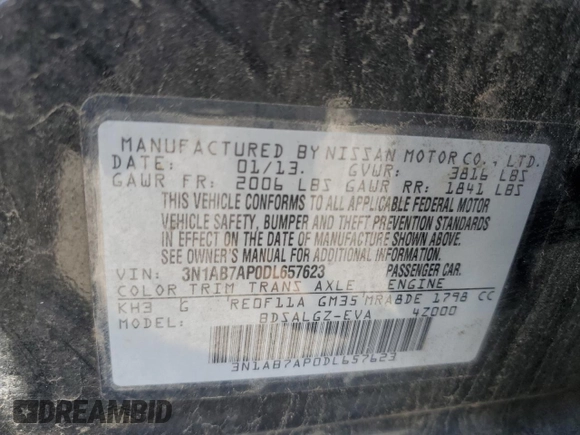 MANUFACTURED BY NISSAN MOTOR CO., LTD.
DATE: 01/13. GVWR: 3816 LBS
GAWR FR: 2006 LBS GAWR RR: 1841 LBS
THIS VEHICLE CONFORMS TO ALL APPLICABLE FEDERAL MOTOR
VEHICLE SAFETY, BUMPER AND THEFT PREVENTION STANDARDS
IN EFFECT ON THE DATE OF MANUFACTURE SHOWN ABOVE.
SEE OWNER'S MANUAL FOR ADDITIONAL INFORMATION.
VIN: 3N1AB7AP0DL657623 PASSENGER CAR.
COLOR TRIM TRANS AXLE ENGINE
KH3 G RE0F11A GM35 MRA8DE 1798 CC
MODEL: BDSALGZ-EVA 4Z000
3N1AB7AP0DL657623
DREAMBID